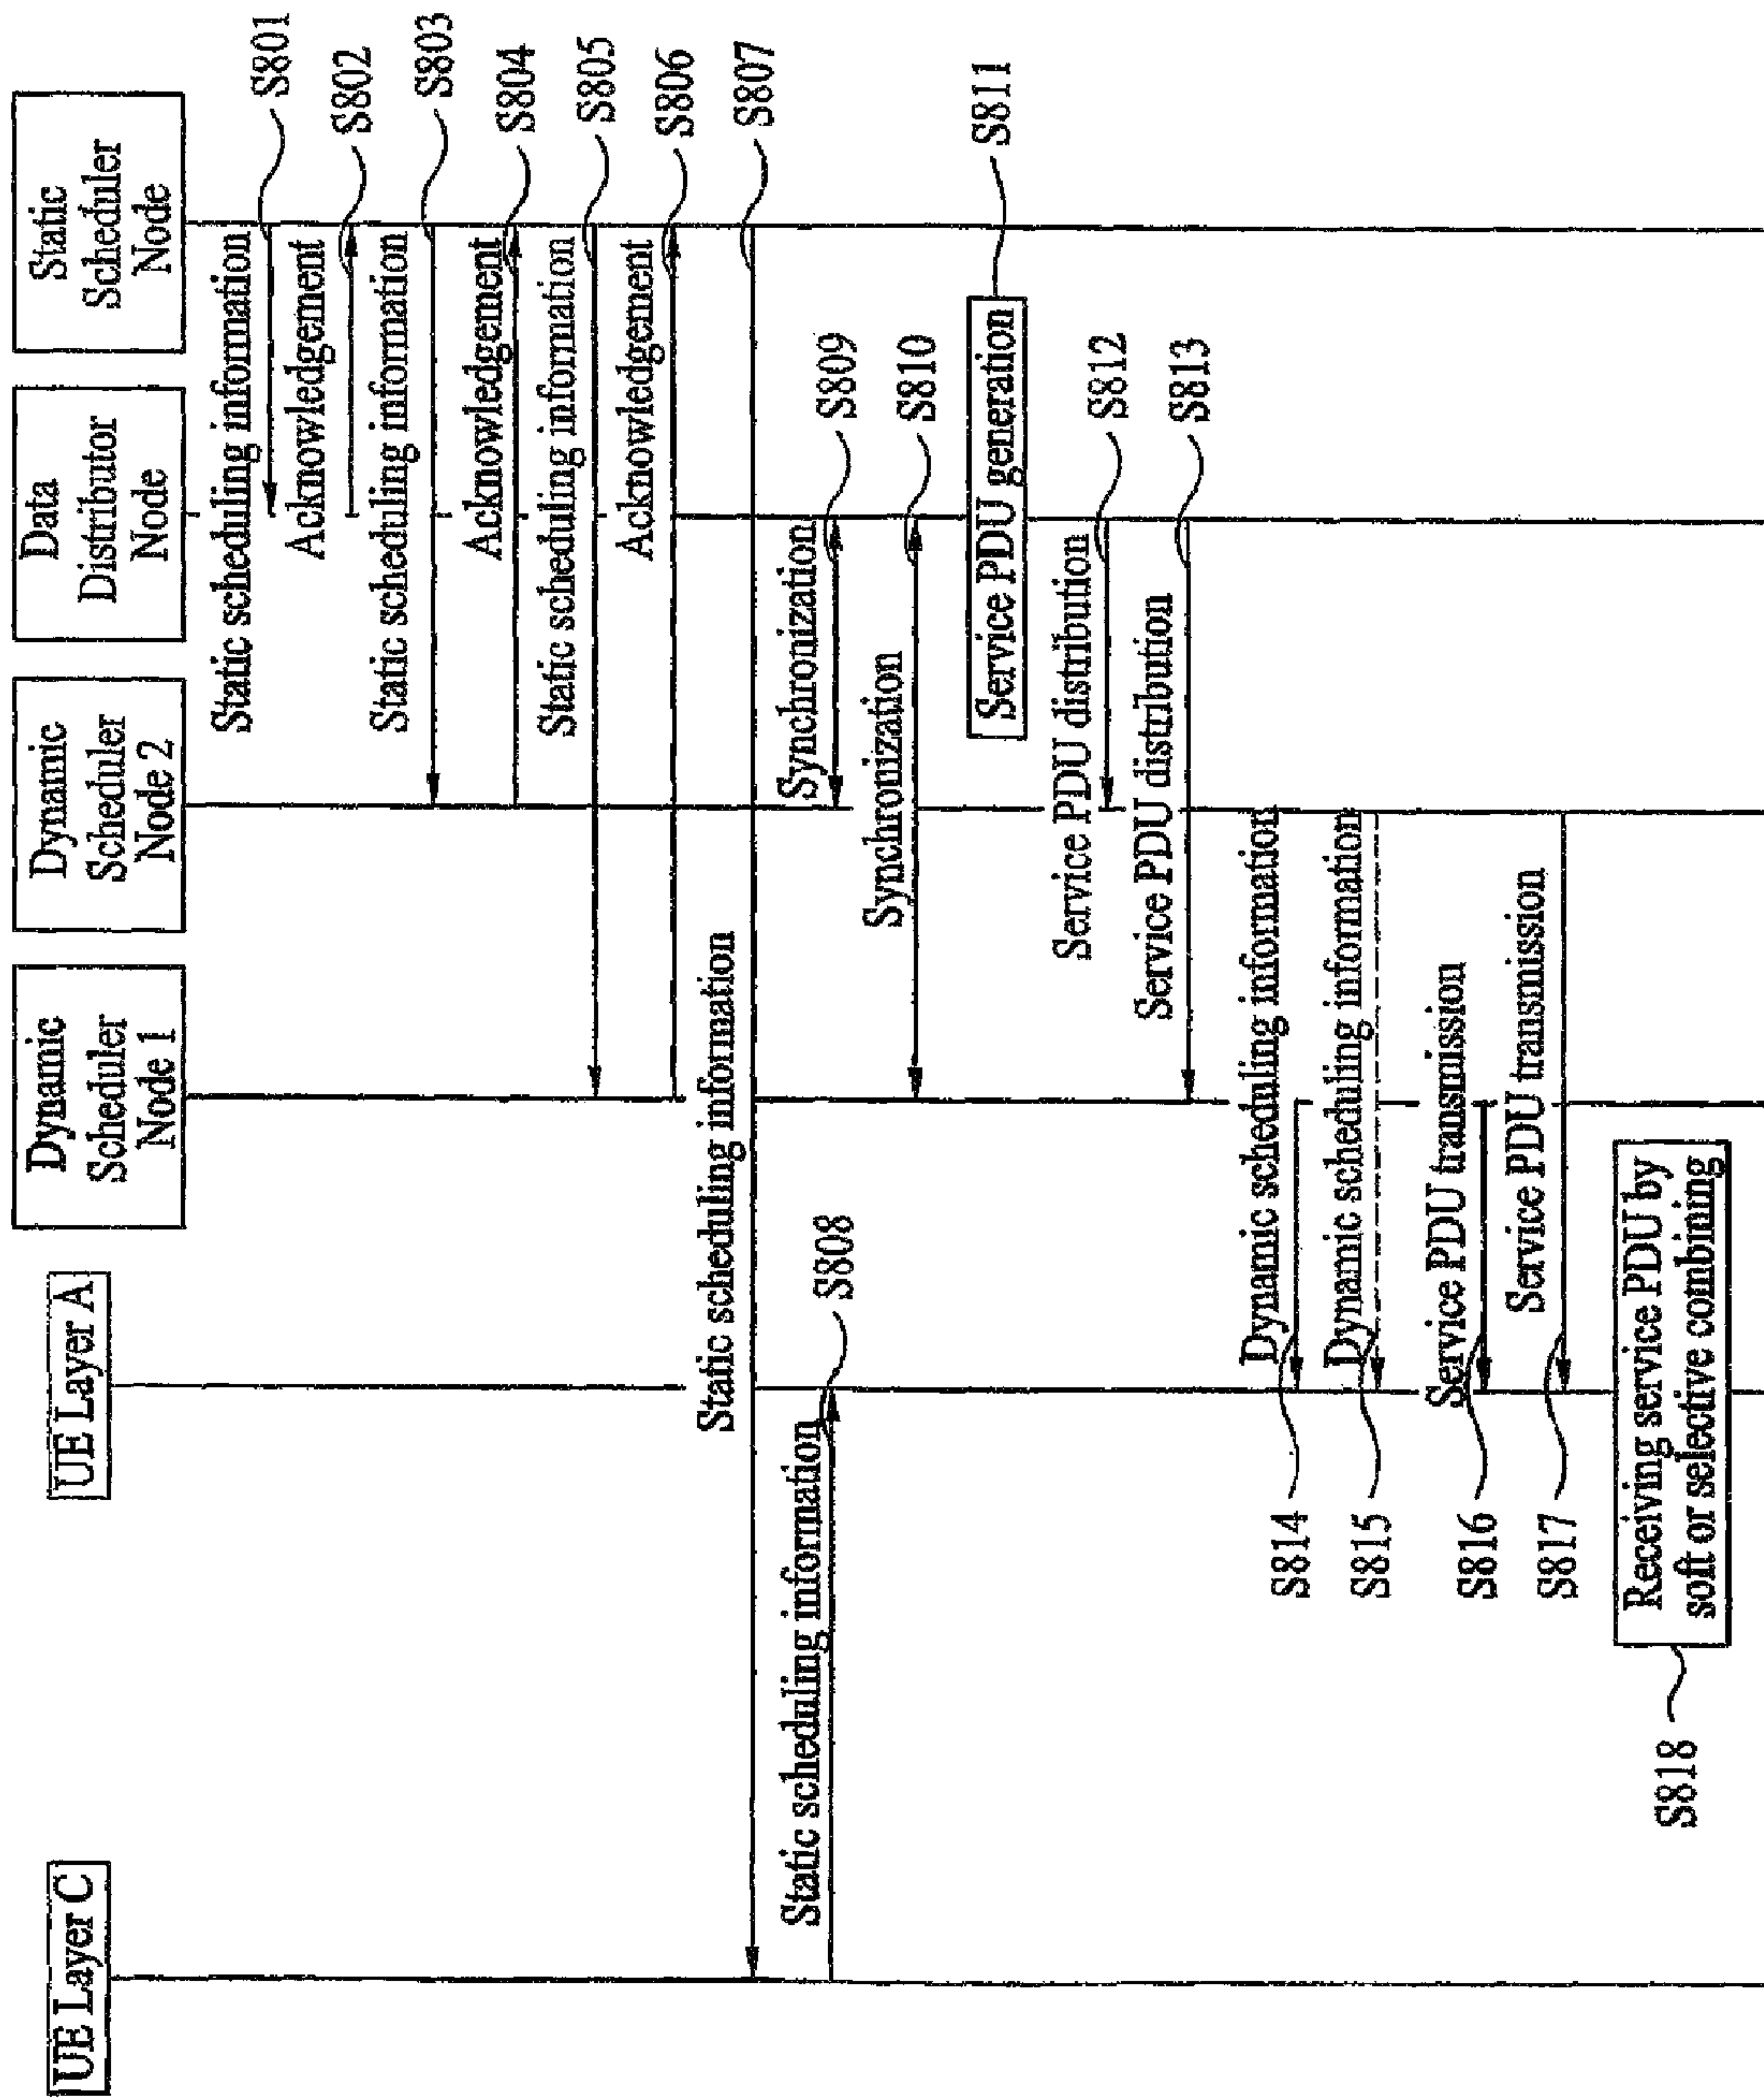 UE Layer C
UE Layer A
Dynamic
Scheduler
Node 1
Dynamic
Scheduler
Node 2
Data
Distributor
Node
Static
Scheduler
Node
Static scheduling information
S801
Acknowledgement
S802
Static scheduling information
S803
Acknowledgement
S804
Static scheduling information
S805
Acknowledgement
S806
Static scheduling information
S807
Static scheduling information
S808
Synchronization
S809
Synchronization
S810
Service PDU generation
S811
Service PDU distribution
S812
Service PDU distribution
S813
Dynamic scheduling information
S814
Dynamic scheduling information
S815
Service PDU transmission
S816
Service PDU transmission
S817
Receiving service PDU by
soft or selective combining
S818